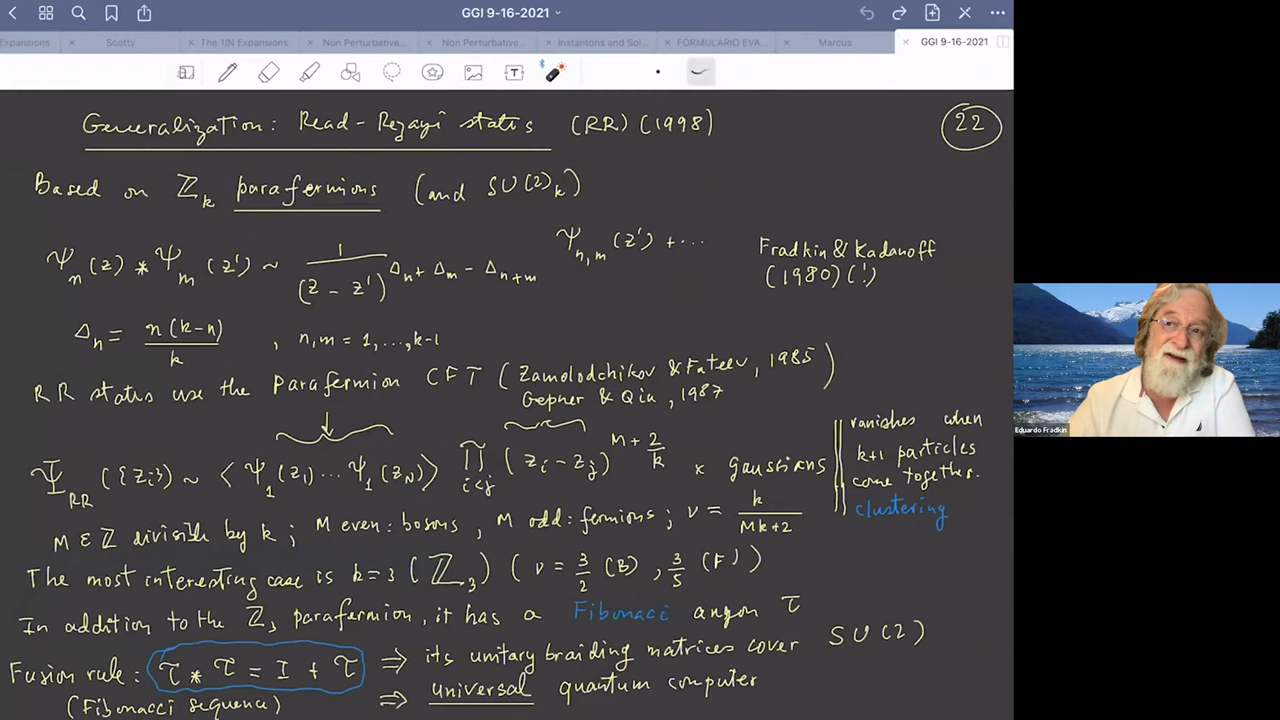 GGI 9-16-2021
Expansions
Scotty
The 1/N Expansions
Non Perturbative...
Non Perturbative...
Instantons and Sol...
FORMULARIO EVA...
Marcus
GGI 9-16-2021
Generalization: Read-Rezayi states (RR) (1998)
22
Based on ℤ_k parafermions (and SU(2)_k)
Ψ_n(z) * Ψ_m(z') ~ 1/(z - z')^{Δ_n + Δ_m - Δ_{n+m}} Ψ_{n,m}(z') + ...
Fradkin & Kadanoff
(1980)(!)
Δ_n = n(k-n)/k , n,m = 1,...,k-1
RR states use the parafermion CFT (Zamolodchikov & Fateev, 1985
Gepner & Qiu, 1987)
Ψ_RR ({z_i}) ~ ⟨Ψ_1(z_1)...Ψ_1(z_N)⟩ ∏_{i<j} (z_i - z_j)^{M + 2/k} × gaussians
vanishes when
k+1 particles
come together.
clustering
M ∈ ℤ divisible by k; M even: bosons, M odd: fermions; ν = k/(Mk+2)
The most interesting case is k=3 (ℤ_3) (ν = 3/2 (B), 3/5 (F))
In addition to the ℤ_3 parafermion, it has a Fibonaci anyon τ
Fusion rule: τ * τ = I + τ ⇒ its unitary braiding matrices cover SU(2)
(Fibonacci sequence) ⇒ universal quantum computer
Eduardo Fradkin